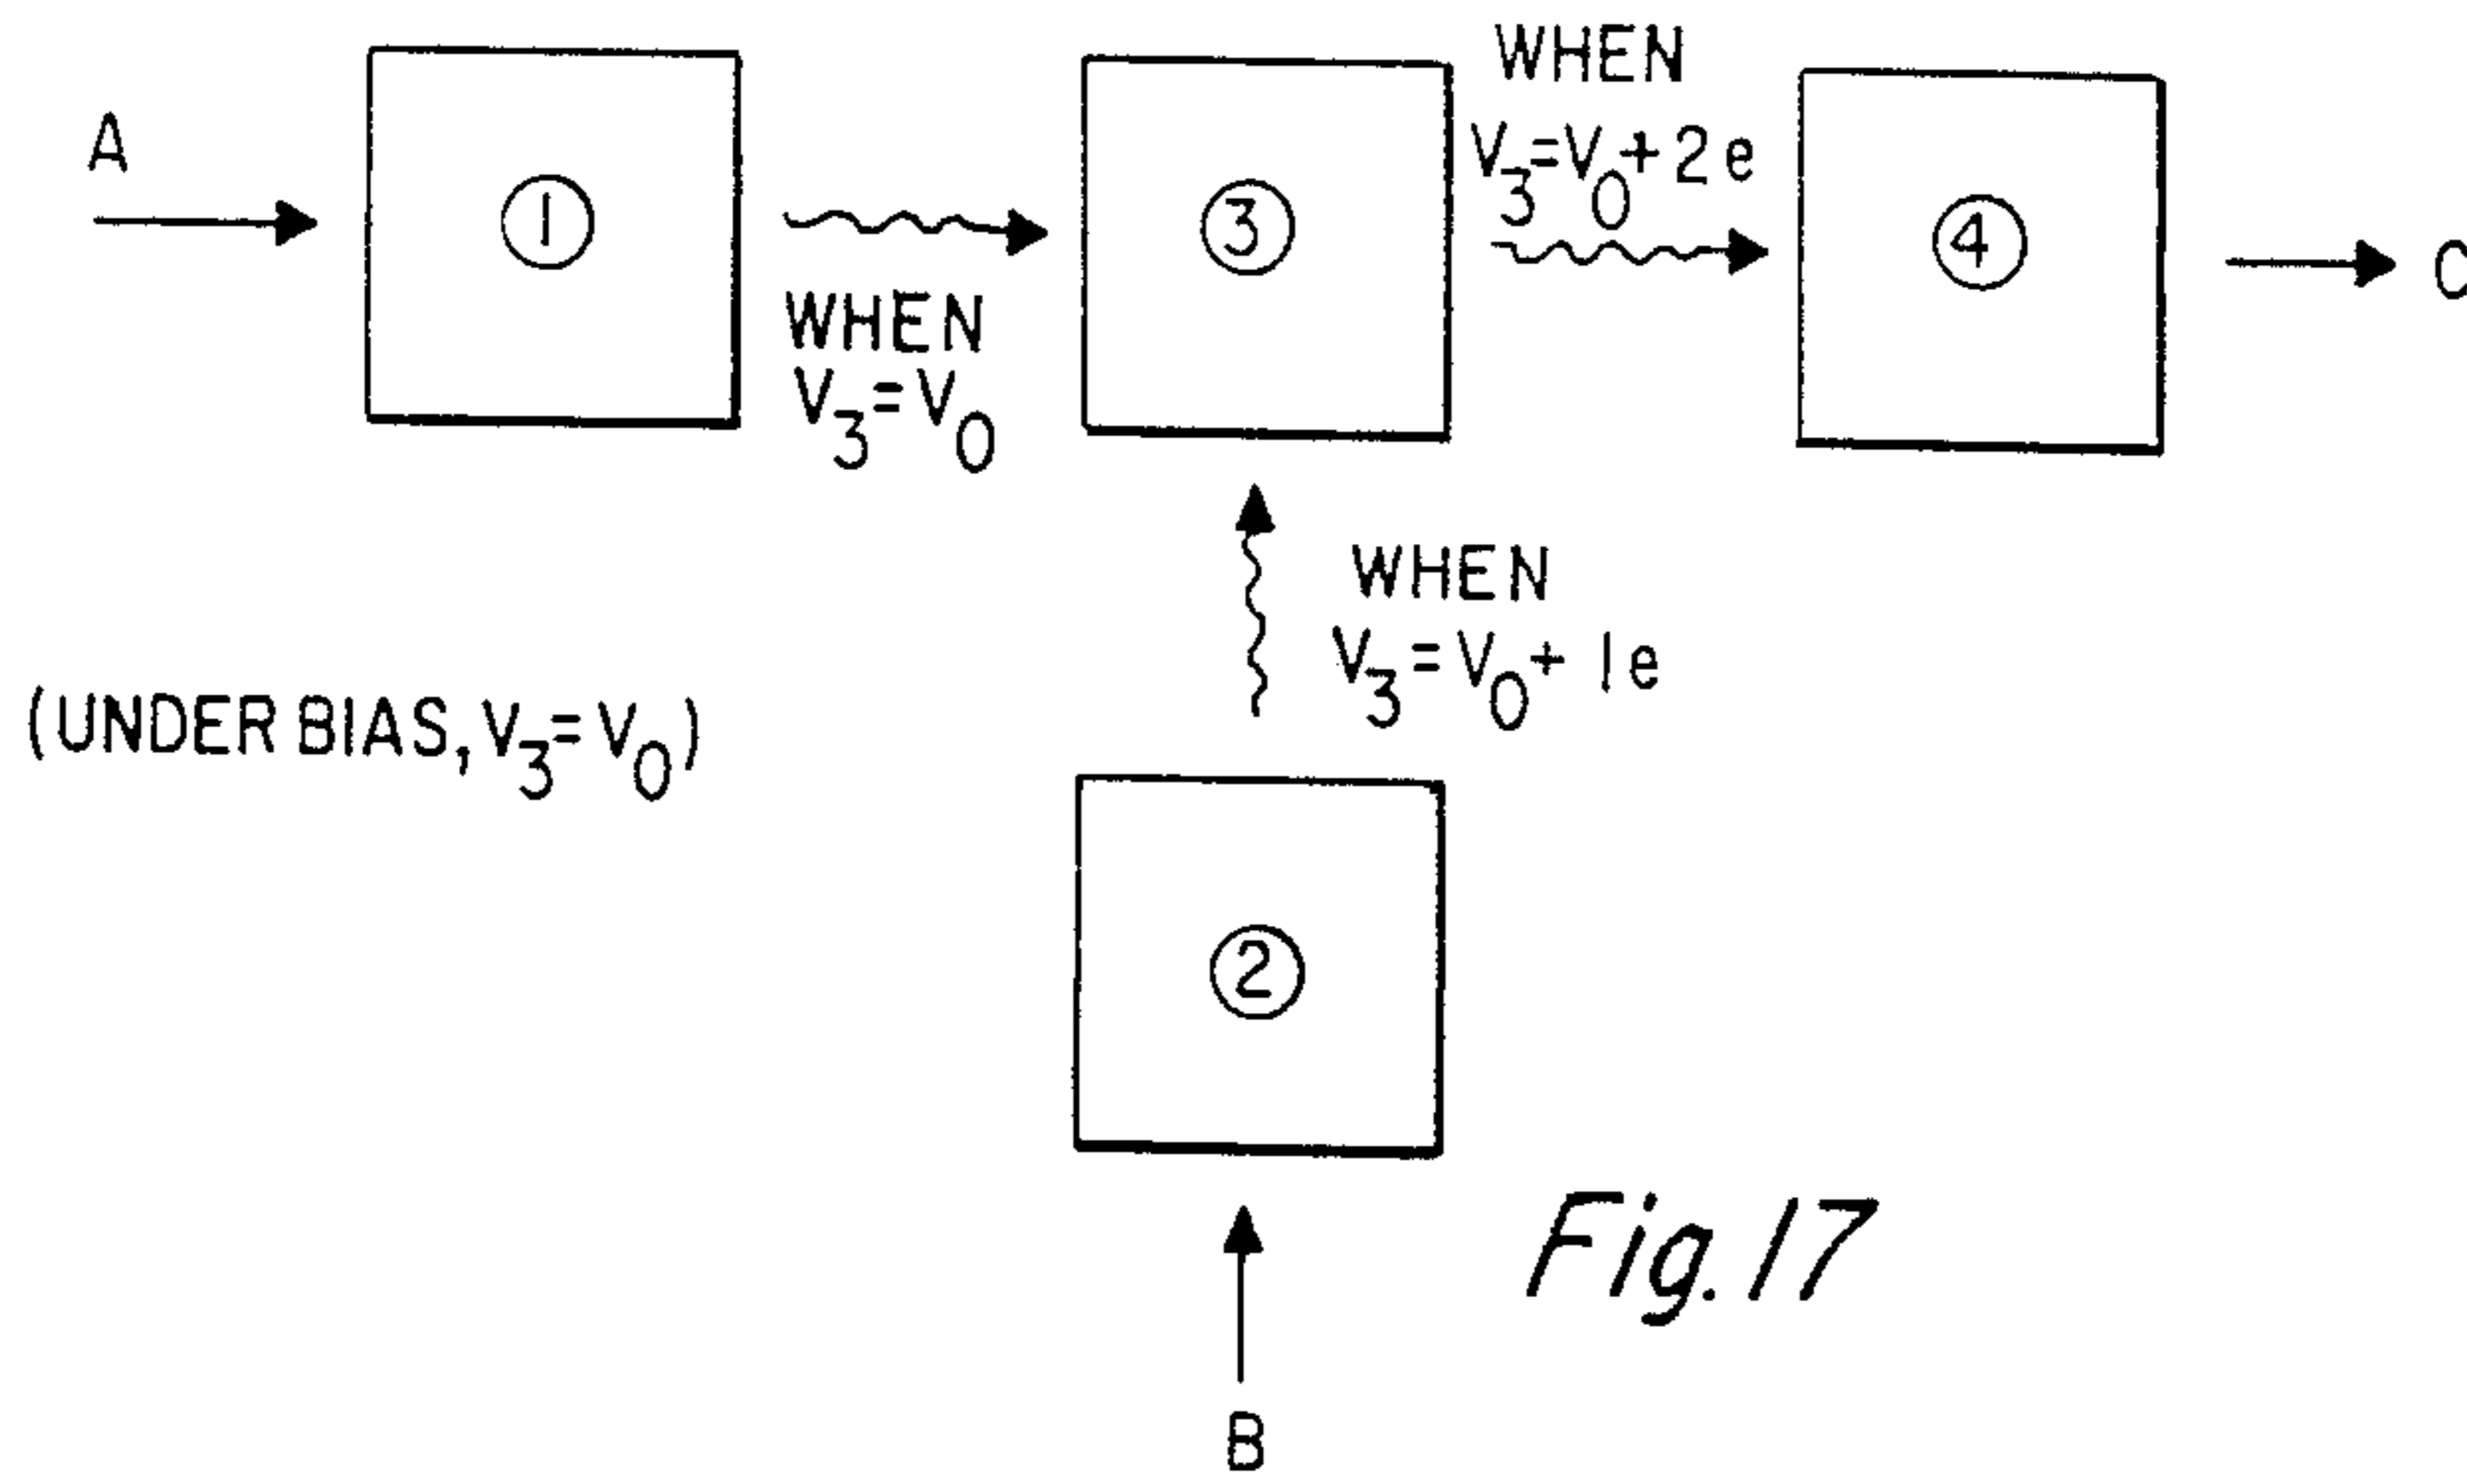 A
①
WHEN
V₃=V₀
③
WHEN
V₃=V₀+2e
④
C
WHEN
V₃=V₀+1e
(UNDER BIAS, V₃=V₀)
②
B
Fig.17